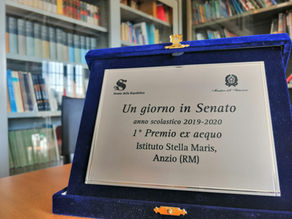 Senato della Repubblica
Un giorno in Senato
anno scolastico 2019-2020
1° Premio ex acquo
Istituto Stella Maris,
Anzio (RM)